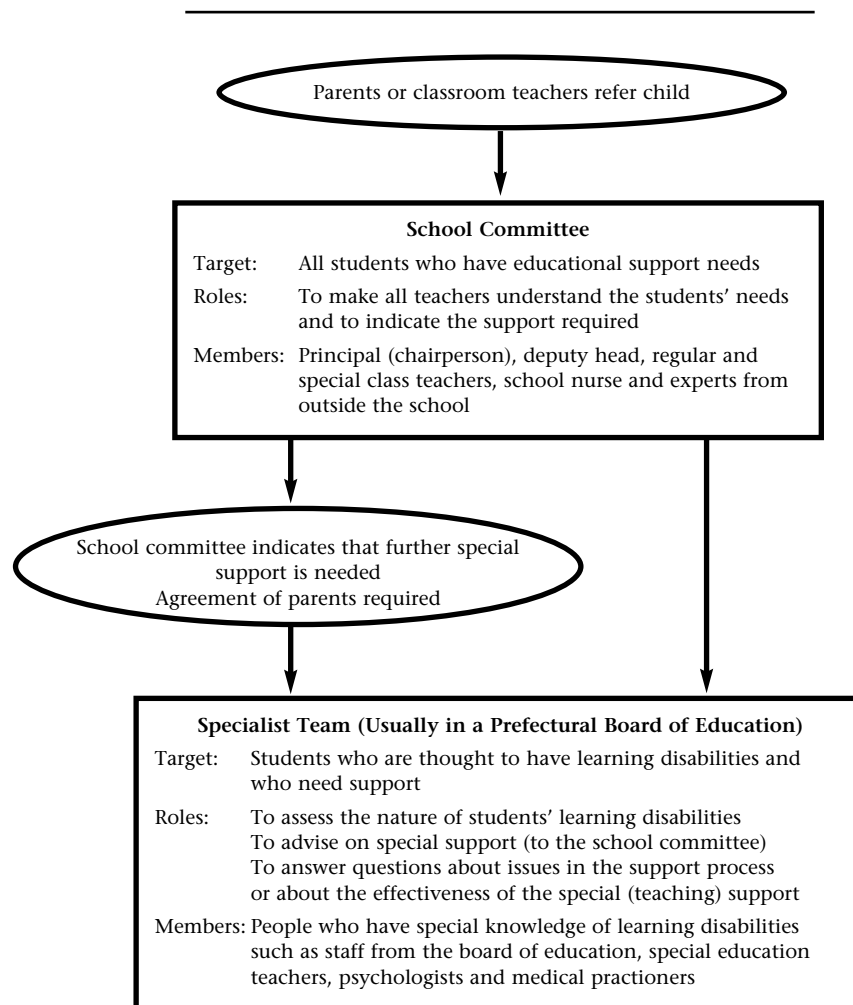 Parents or classroom teachers refer child
School Committee
Target: All students who have educational support needs
Roles: To make all teachers understand the students’ needs
and to indicate the support required
Members: Principal (chairperson), deputy head, regular and
special class teachers, school nurse and experts from
outside the school
School committee indicates that further special
support is needed
Agreement of parents required
Specialist Team (Usually in a Prefectural Board of Education)
Target: Students who are thought to have learning disabilities and
who need support
Roles: To assess the nature of students’ learning disabilities
To advise on special support (to the school committee)
To answer questions about issues in the support process
or about the effectiveness of the special (teaching) support
Members: People who have special knowledge of learning disabilities
such as staff from the board of education, special education
teachers, psychologists and medical practioners